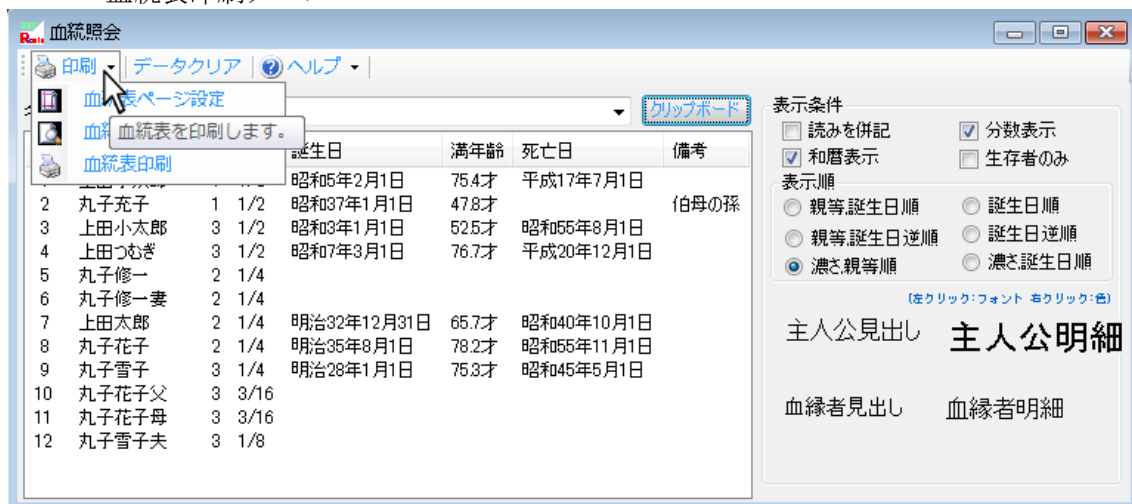 血統照会
印刷 データクリア ヘルプ
血 表ページ設定
クリップボード
血 血統表を印刷します。
血統表印刷
誕生日 満年齢 死亡日 備考
昭和5年2月1日 75.4才 平成17年7月1日
2 丸子充子 1 1/2 昭和37年1月1日 47.8才 伯母の孫
3 上田小太郎 3 1/2 昭和03年1月1日 52.5才 昭和55年8月1日
4 上田つむぎ 3 1/2 昭和7年3月1日 76.7才 平成20年12月1日
5 丸子修一 2 1/4
6 丸子修一妻 2 1/4
7 上田太郎 2 1/4 明治32年12月31日 65.7才 昭和40年10月1日
8 丸子花子 2 1/4 明治35年8月1日 78.2才 昭和55年11月1日
9 丸子雪子 3 1/4 明治28年1月1日 75.3才 昭和45年5月1日
10 丸子花子父 3 3/16
11 丸子花子母 3 3/16
12 丸子雪子夫 3 1/8
表示条件
読みを併記 分数表示
和暦表示 生存者のみ
表示順
親等,誕生日順 誕生日順
親等,誕生日逆順 誕生日逆順
濃さ,親等順 濃さ,誕生日順
(左クリック:フォント 右クリック:色)
主人公見出し 主人公明細
血縁者見出し 血縁者明細